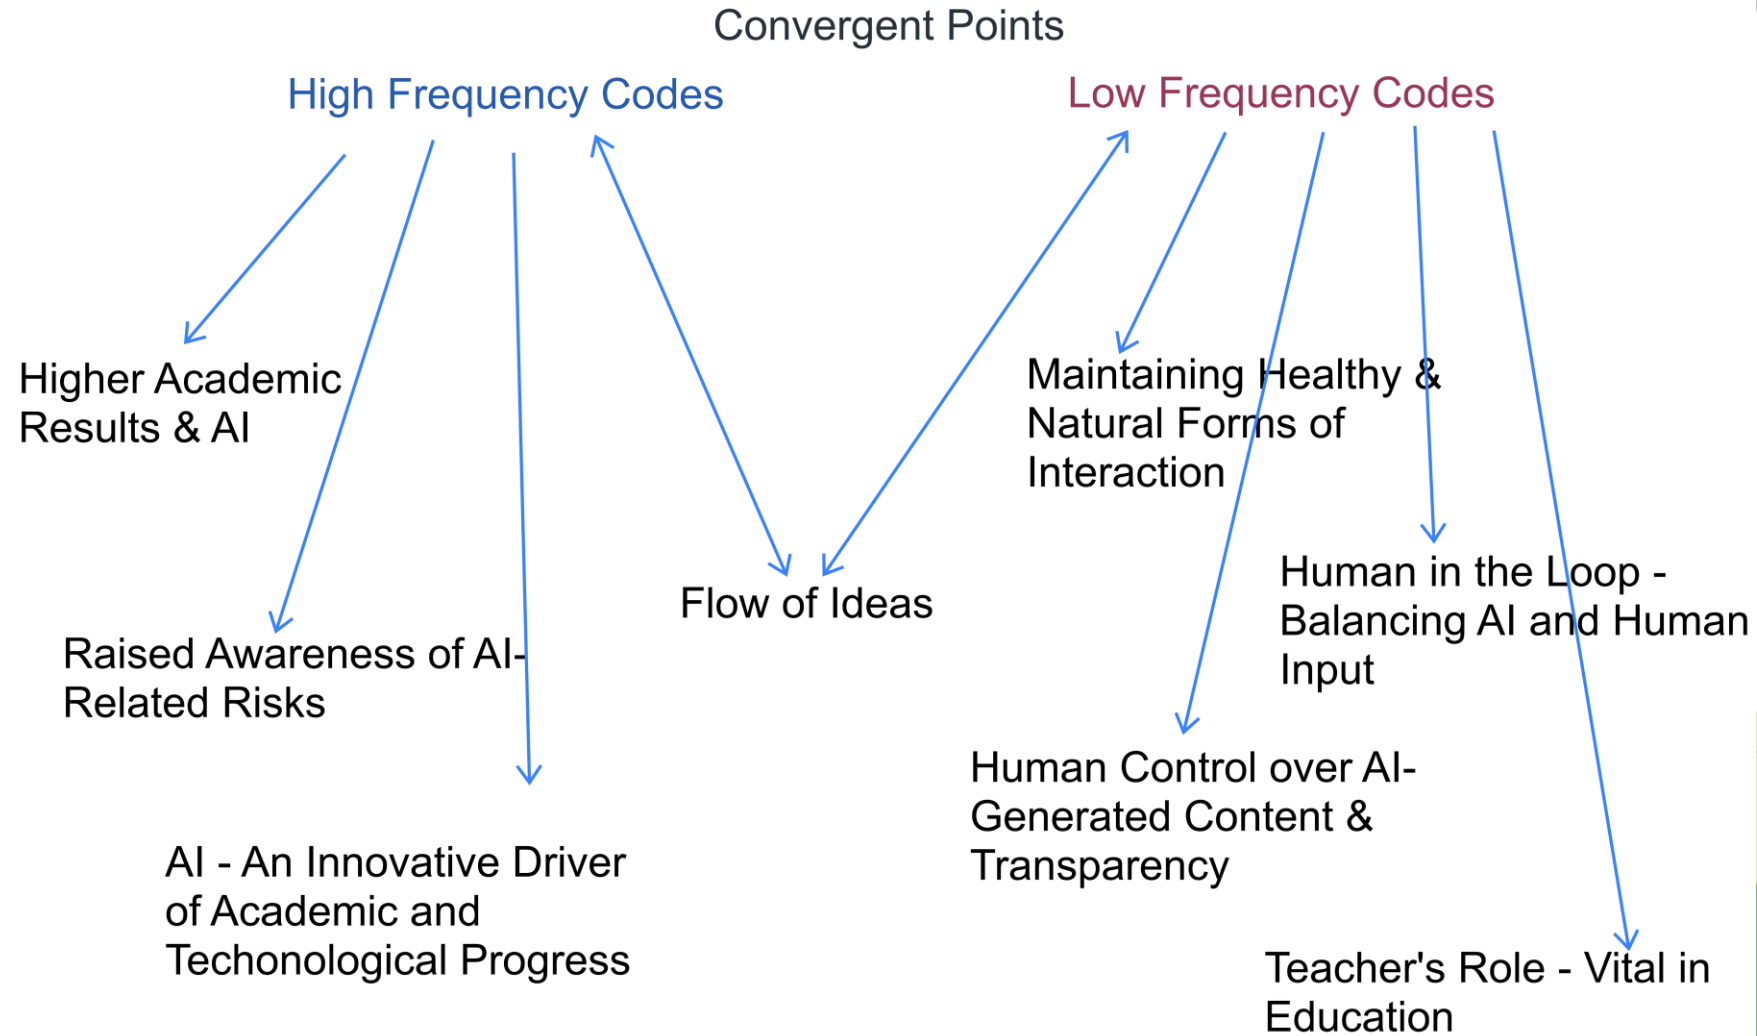 Convergent Points
High Frequency Codes
Low Frequency Codes
Higher Academic
Results & AI
Maintaining Healthy &
Natural Forms of
Interaction
Flow of Ideas
Human in the Loop -
Balancing AI and Human
Input
Raised Awareness of AI-
Related Risks
Human Control over AI-
Generated Content &
Transparency
AI - An Innovative Driver
of Academic and
Techonological Progress
Teacher's Role - Vital in
Education